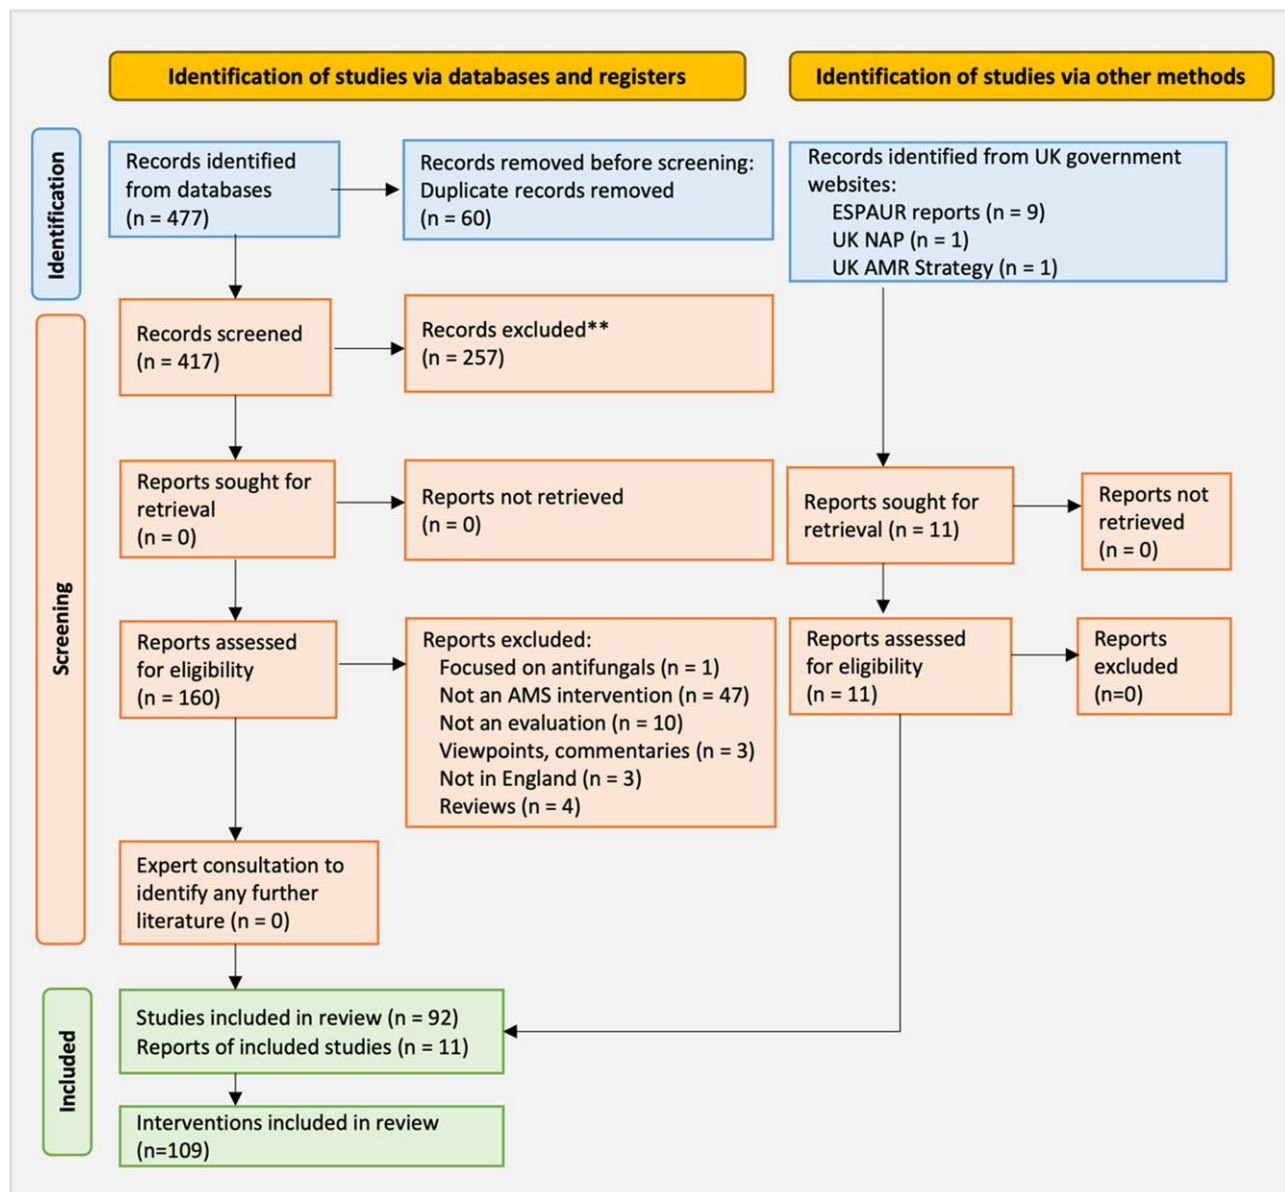 Identification of studies via databases and registers
Identification of studies via other methods
Identification
Records identified
from databases
(n = 477)
Records removed before screening:
Duplicate records removed
(n = 60)
Records identified from UK government
websites:
ESPAUR reports (n = 9)
UK NAP (n = 1)
UK AMR Strategy (n = 1)
Screening
Records screened
(n = 417)
Records excluded**
(n = 257)
Reports sought for
retrieval
(n = 0)
Reports not retrieved
(n = 0)
Reports sought for
retrieval (n = 11)
Reports not
retrieved
(n = 0)
Reports assessed
for eligibility
(n = 160)
Reports excluded:
Focused on antifungals (n = 1)
Not an AMS intervention (n = 47)
Not an evaluation (n = 10)
Viewpoints, commentaries (n = 3)
Not in England (n = 3)
Reviews (n = 4)
Reports assessed
for eligibility
(n = 11)
Reports
excluded
(n=0)
Expert consultation to
identify any further
literature (n = 0)
Included
Studies included in review (n = 92)
Reports of included studies (n = 11)
Interventions included in review
(n=109)